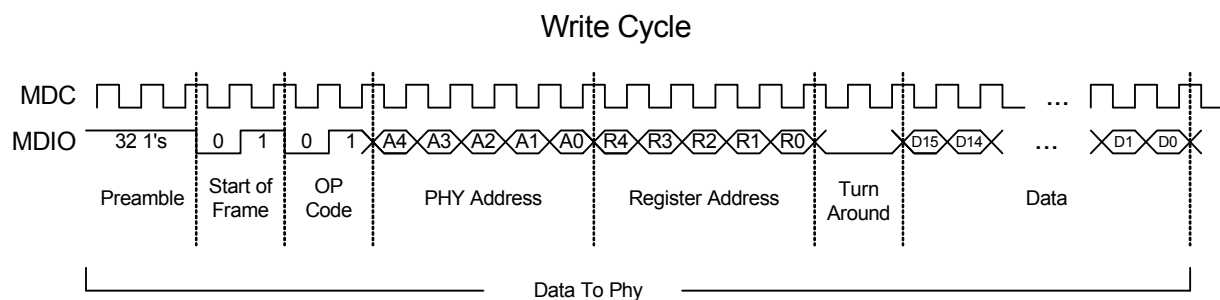 Write Cycle
MDC ...
MDIO 32 1's 0 1 0 1 A4 A3 A2 A1 A0 R4 R3 R2 R1 R0 D15 D14 ... D1 D0
Preamble Start of Frame OP Code PHY Address Register Address Turn Around Data
Data To Phy